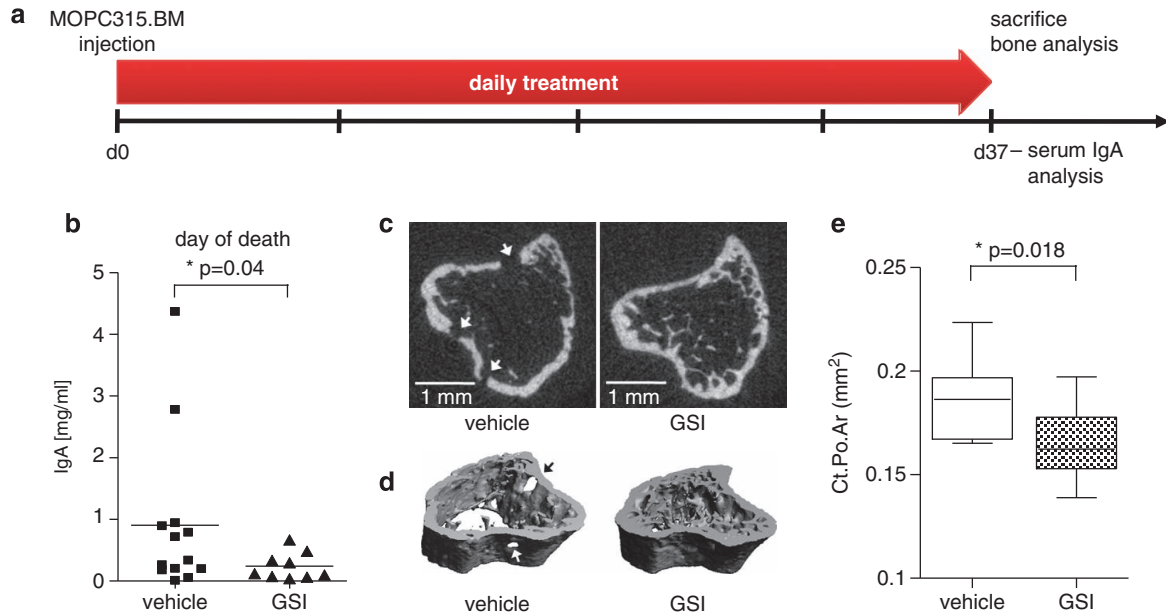 a
MOPC315.BM
injection
sacrifice
bone analysis
daily treatment
d0
d37 – serum IgA
analysis
b
day of death
* p=0.04
IgA [mg/ml]
5
4
3
2
1
0
vehicle
GSI
c
1 mm
1 mm
vehicle
GSI
d
vehicle
GSI
e
* p=0.018
Ct.Po.Ar (mm²)
0.25
0.2
0.15
0.1
vehicle
GSI